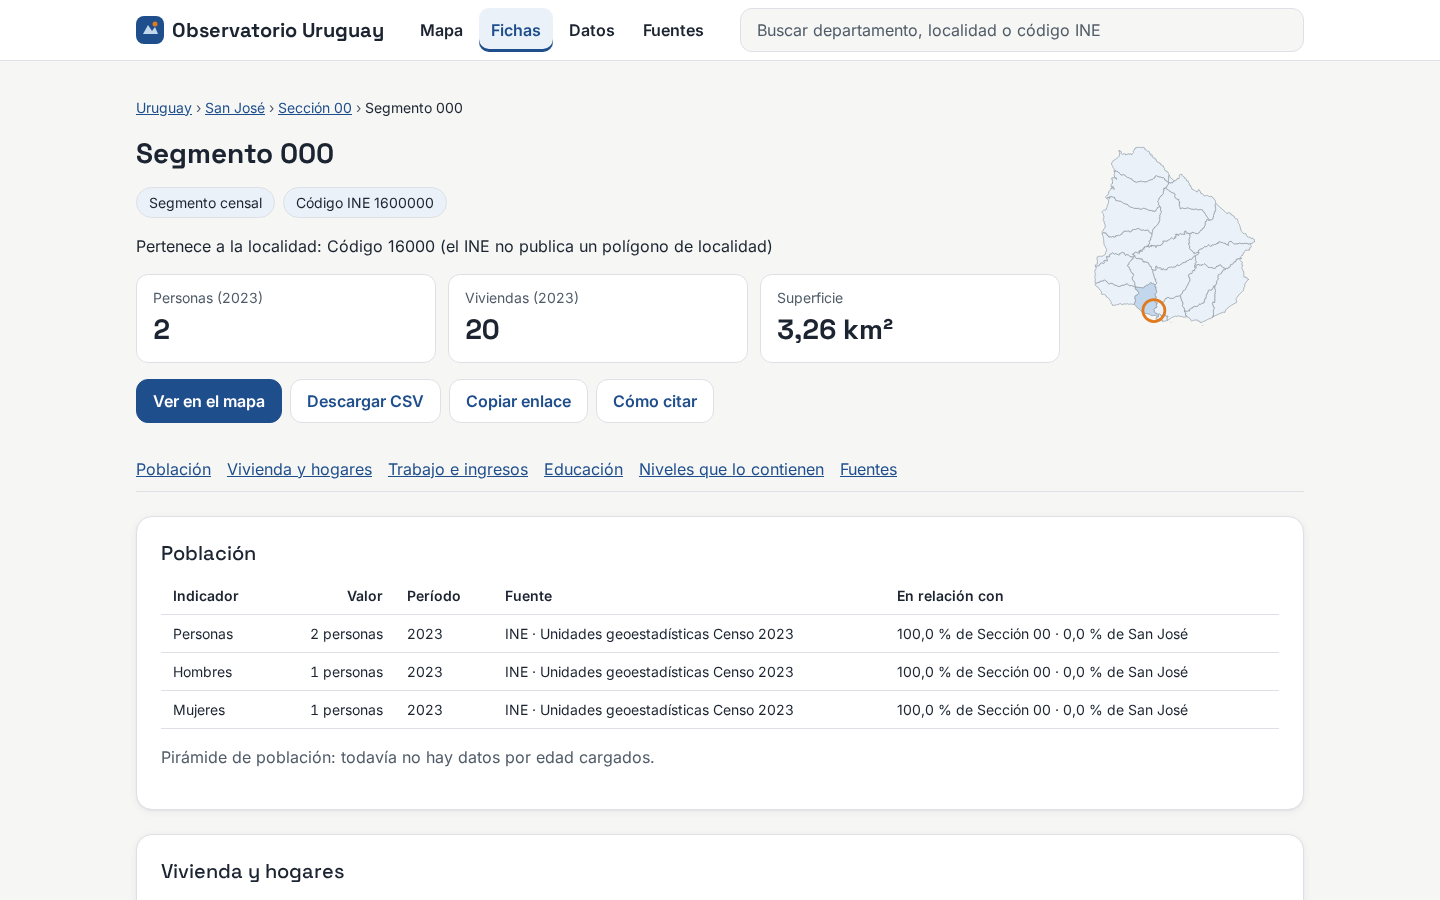 Observatorio Uruguay
Mapa
Fichas
Datos
Fuentes
Buscar departamento, localidad o código INE
Uruguay › San José › Sección 00 › Segmento 000
Segmento 000
Segmento censal
Código INE 1600000
Pertenece a la localidad: Código 16000 (el INE no publica un polígono de localidad)
Personas (2023)
2
Viviendas (2023)
20
Superficie
3,26 km²
Ver en el mapa
Descargar CSV
Copiar enlace
Cómo citar
Población
Vivienda y hogares
Trabajo e ingresos
Educación
Niveles que lo contienen
Fuentes
Población
Indicador Valor Período Fuente En relación con
Personas 2 personas 2023 INE · Unidades geoestadísticas Censo 2023 100,0 % de Sección 00 · 0,0 % de San José
Hombres 1 personas 2023 INE · Unidades geoestadísticas Censo 2023 100,0 % de Sección 00 · 0,0 % de San José
Mujeres 1 personas 2023 INE · Unidades geoestadísticas Censo 2023 100,0 % de Sección 00 · 0,0 % de San José
Pirámide de población: todavía no hay datos por edad cargados.
Vivienda y hogares